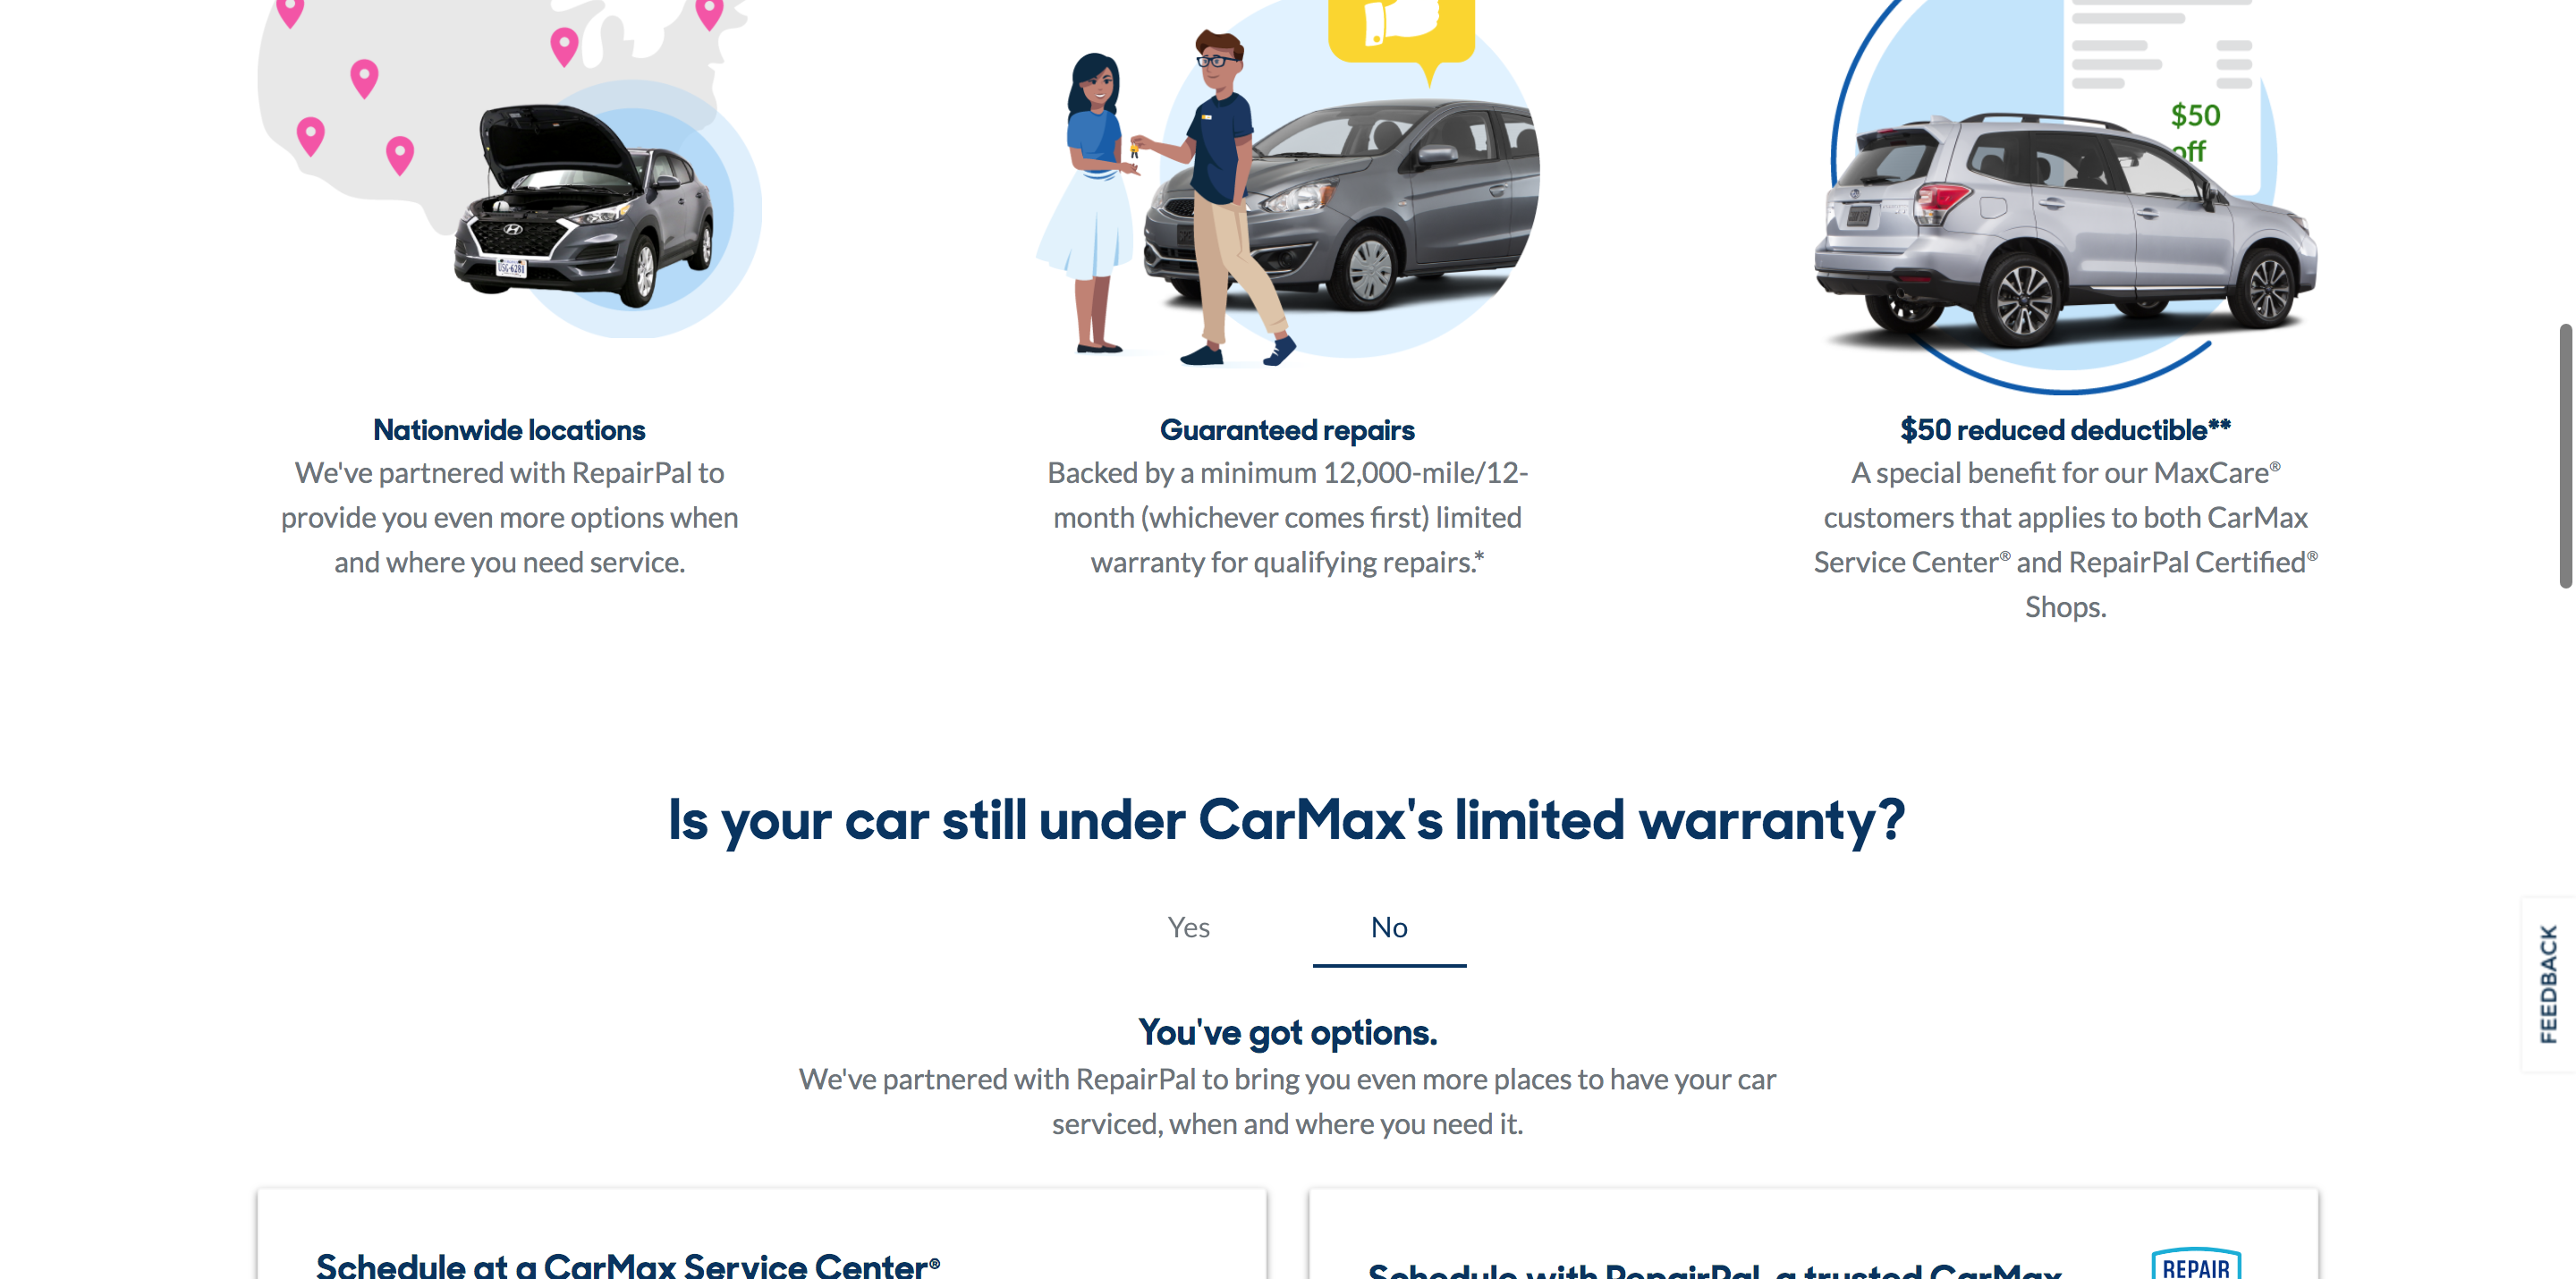 $50
off
USG-6281
Nationwide locations
We've partnered with RepairPal to
provide you even more options when
and where you need service.
Guaranteed repairs
Backed by a minimum 12,000-mile/12-
month (whichever comes first) limited
warranty for qualifying repairs.*
$50 reduced deductible**
A special benefit for our MaxCare®
customers that applies to both CarMax
Service Center® and RepairPal Certified®
Shops.
Is your car still under CarMax's limited warranty?
Yes No
FEEDBACK
You've got options.
We've partnered with RepairPal to bring you even more places to have your car
serviced, when and where you need it.
Schedule at a CarMax Service Center®
Schedule with RepairPal, a trusted CarMax
REPAIR